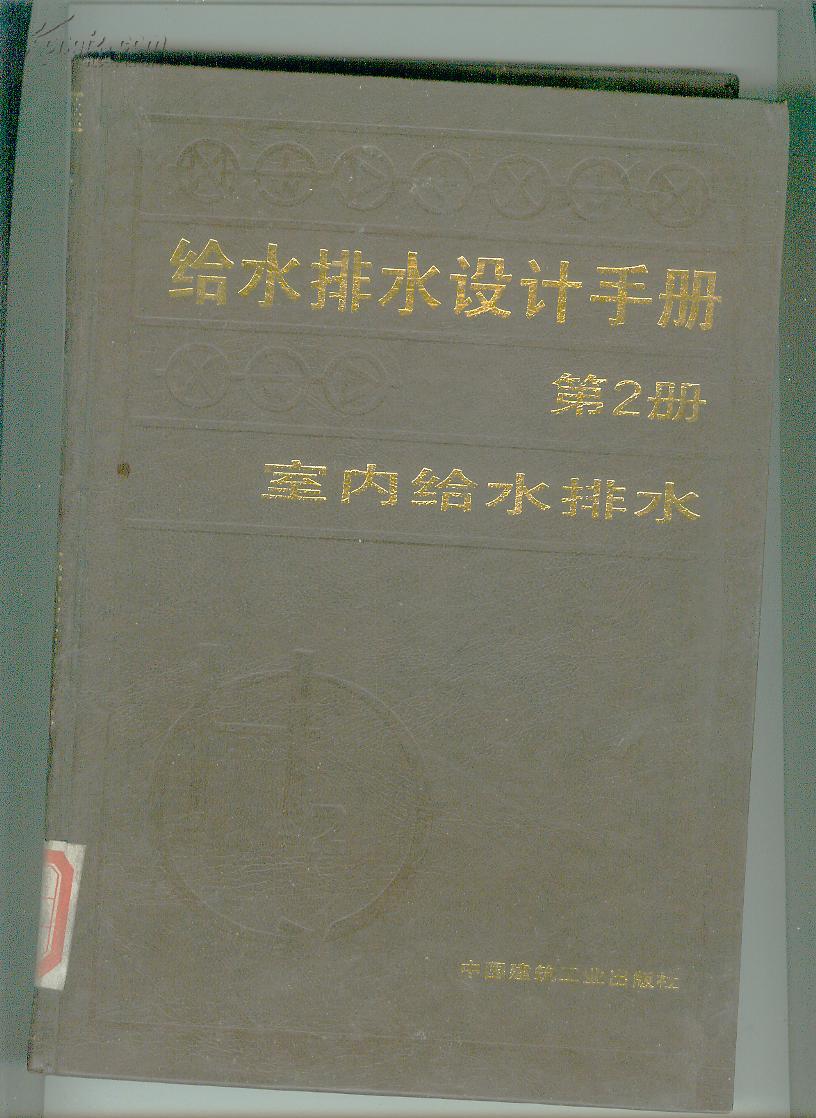 给水排水设计手册
第2册
室内给水排水
中国建筑工业出版社